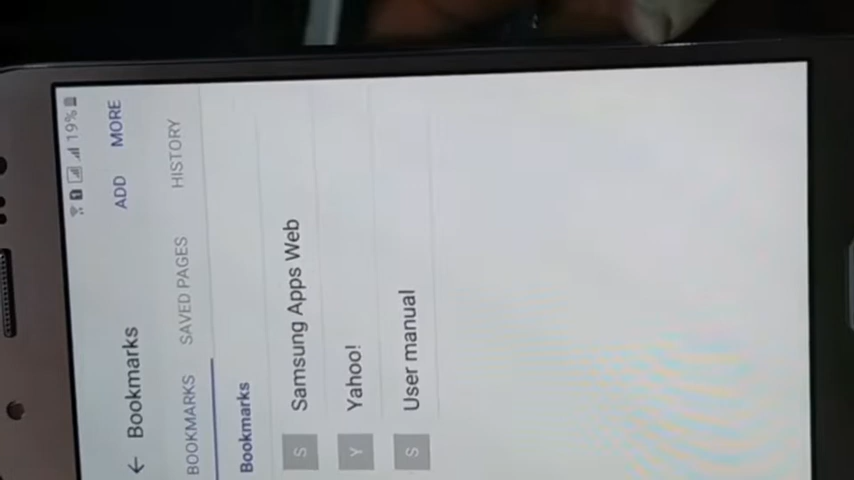 19%
← Bookmarks ADD MORE
BOOKMARKS SAVED PAGES HISTORY
Bookmarks
S Samsung Apps Web
Y Yahoo!
S User manual